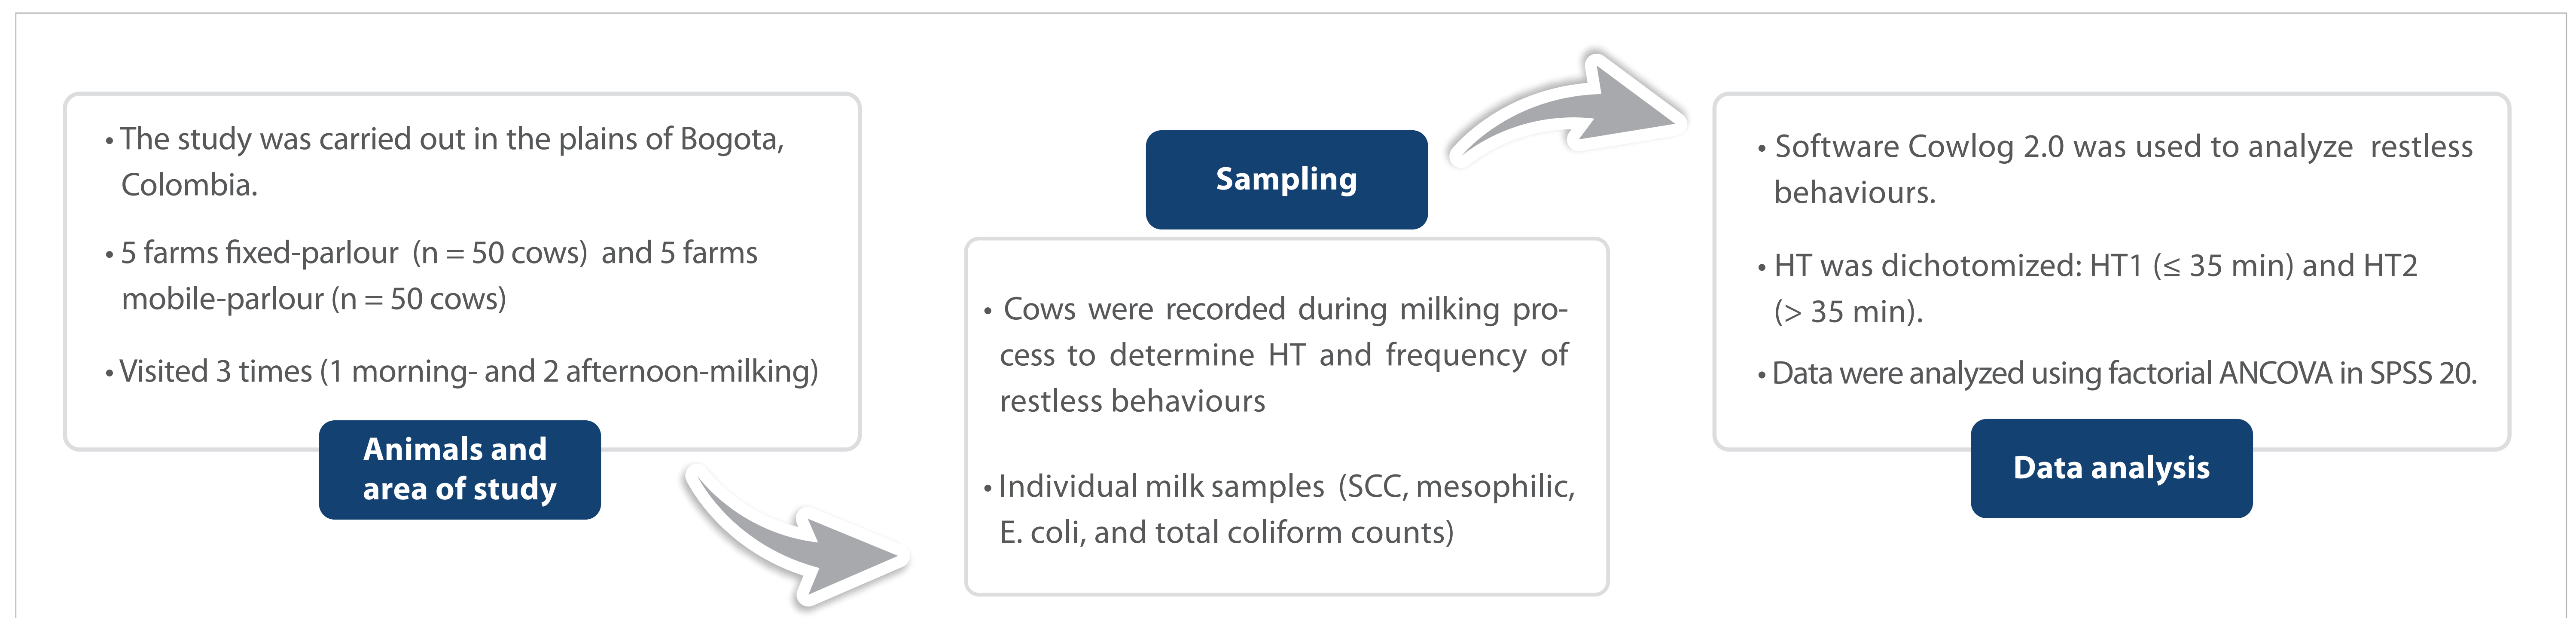 • The study was carried out in the plains of Bogota,
Colombia.
• 5 farms fixed-parlour (n = 50 cows) and 5 farms
mobile-parlour (n = 50 cows)
• Visited 3 times (1 morning- and 2 afternoon-milking)
Animals and
area of study
Sampling
• Cows were recorded during milking pro-
cess to determine HT and frequency of
restless behaviours
• Individual milk samples (SCC, mesophilic,
E. coli, and total coliform counts)
• Software Cowlog 2.0 was used to analyze restless
behaviours.
• HT was dichotomized: HT1 (≤ 35 min) and HT2
(> 35 min).
• Data were analyzed using factorial ANCOVA in SPSS 20.
Data analysis